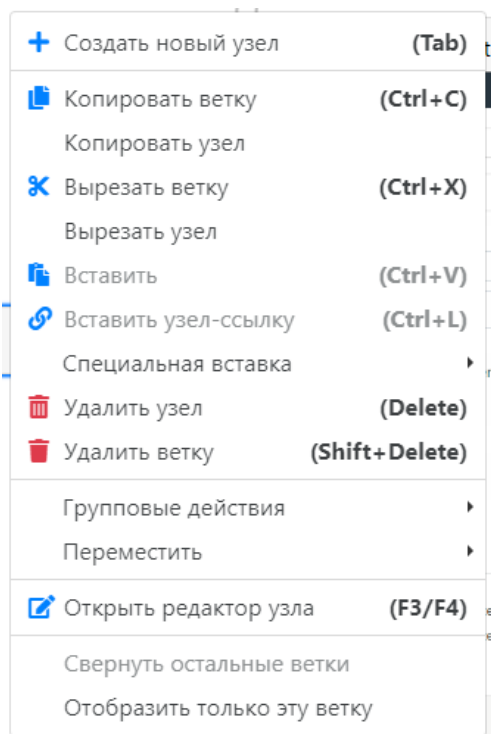 Создать новый узел (Tab)
Копировать ветку (Ctrl+C)
Копировать узел
Вырезать ветку (Ctrl+X)
Вырезать узел
Вставить (Ctrl+V)
Вставить узел-ссылку (Ctrl+L)
Специальная вставка
Удалить узел (Delete)
Удалить ветку (Shift+Delete)
Групповые действия
Переместить
Открыть редактор узла (F3/F4)
Свернуть остальные ветки
Отобразить только эту ветку